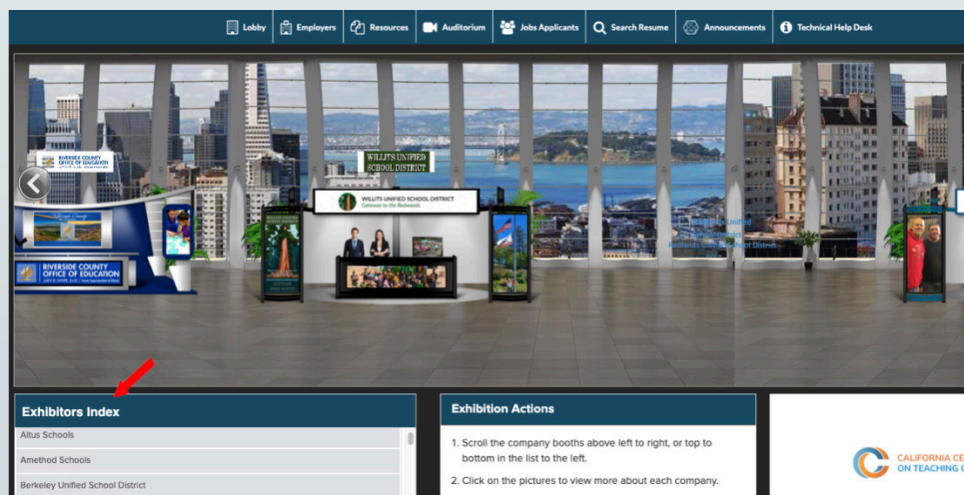 Lobby
Employers
Resources
Auditorium
Jobs Applicants
Search Resume
Announcements
Technical Help Desk
RIVERSIDE COUNTY
OFFICE OF EDUCATION
WILLITS UNIFIED
SCHOOL DISTRICT
WILLITS UNIFIED SCHOOL DISTRICT
Gateway to the Redwoods
RIVERSIDE COUNTY
OFFICE OF EDUCATION
Exhibitors Index
Altus Schools
Amethod Schools
Berkeley Unified School District
Exhibition Actions
1. Scroll the company booths above left to right, or top to
bottom in the list to the left.
2. Click on the pictures to view more about each company.
CALIFORNIA CE
ON TEACHING C